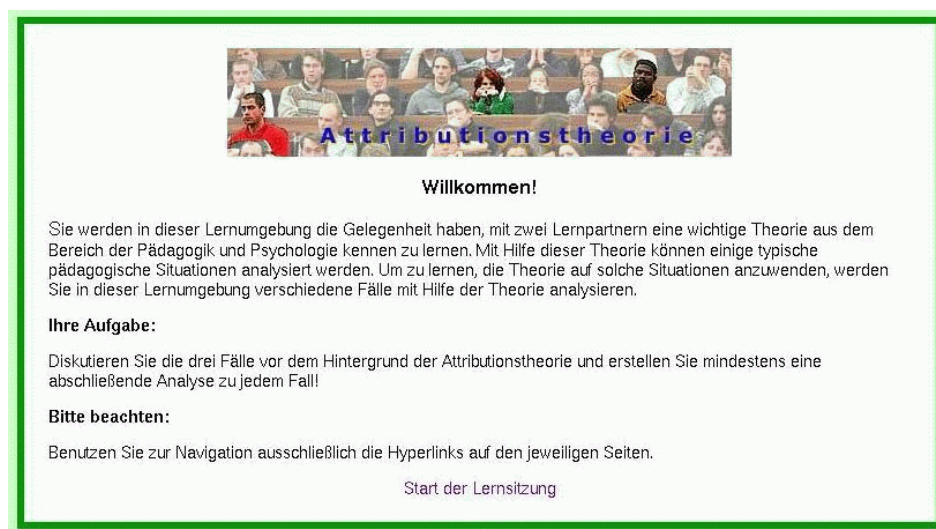 Attributionstheorie
Willkommen!
Sie werden in dieser Lernumgebung die Gelegenheit haben, mit zwei Lernpartnern eine wichtige Theorie aus dem
Bereich der Pädagogik und Psychologie kennen zu lernen. Mit Hilfe dieser Theorie können einige typische
pädagogische Situationen analysiert werden. Um zu lernen, die Theorie auf solche Situationen anzuwenden, werden
Sie in dieser Lernumgebung verschiedene Fälle mit Hilfe der Theorie analysieren.
Ihre Aufgabe:
Diskutieren Sie die drei Fälle vor dem Hintergrund der Attributionstheorie und erstellen Sie mindestens eine
abschließende Analyse zu jedem Fall!
Bitte beachten:
Benutzen Sie zur Navigation ausschließlich die Hyperlinks auf den jeweiligen Seiten.
Start der Lernsitzung